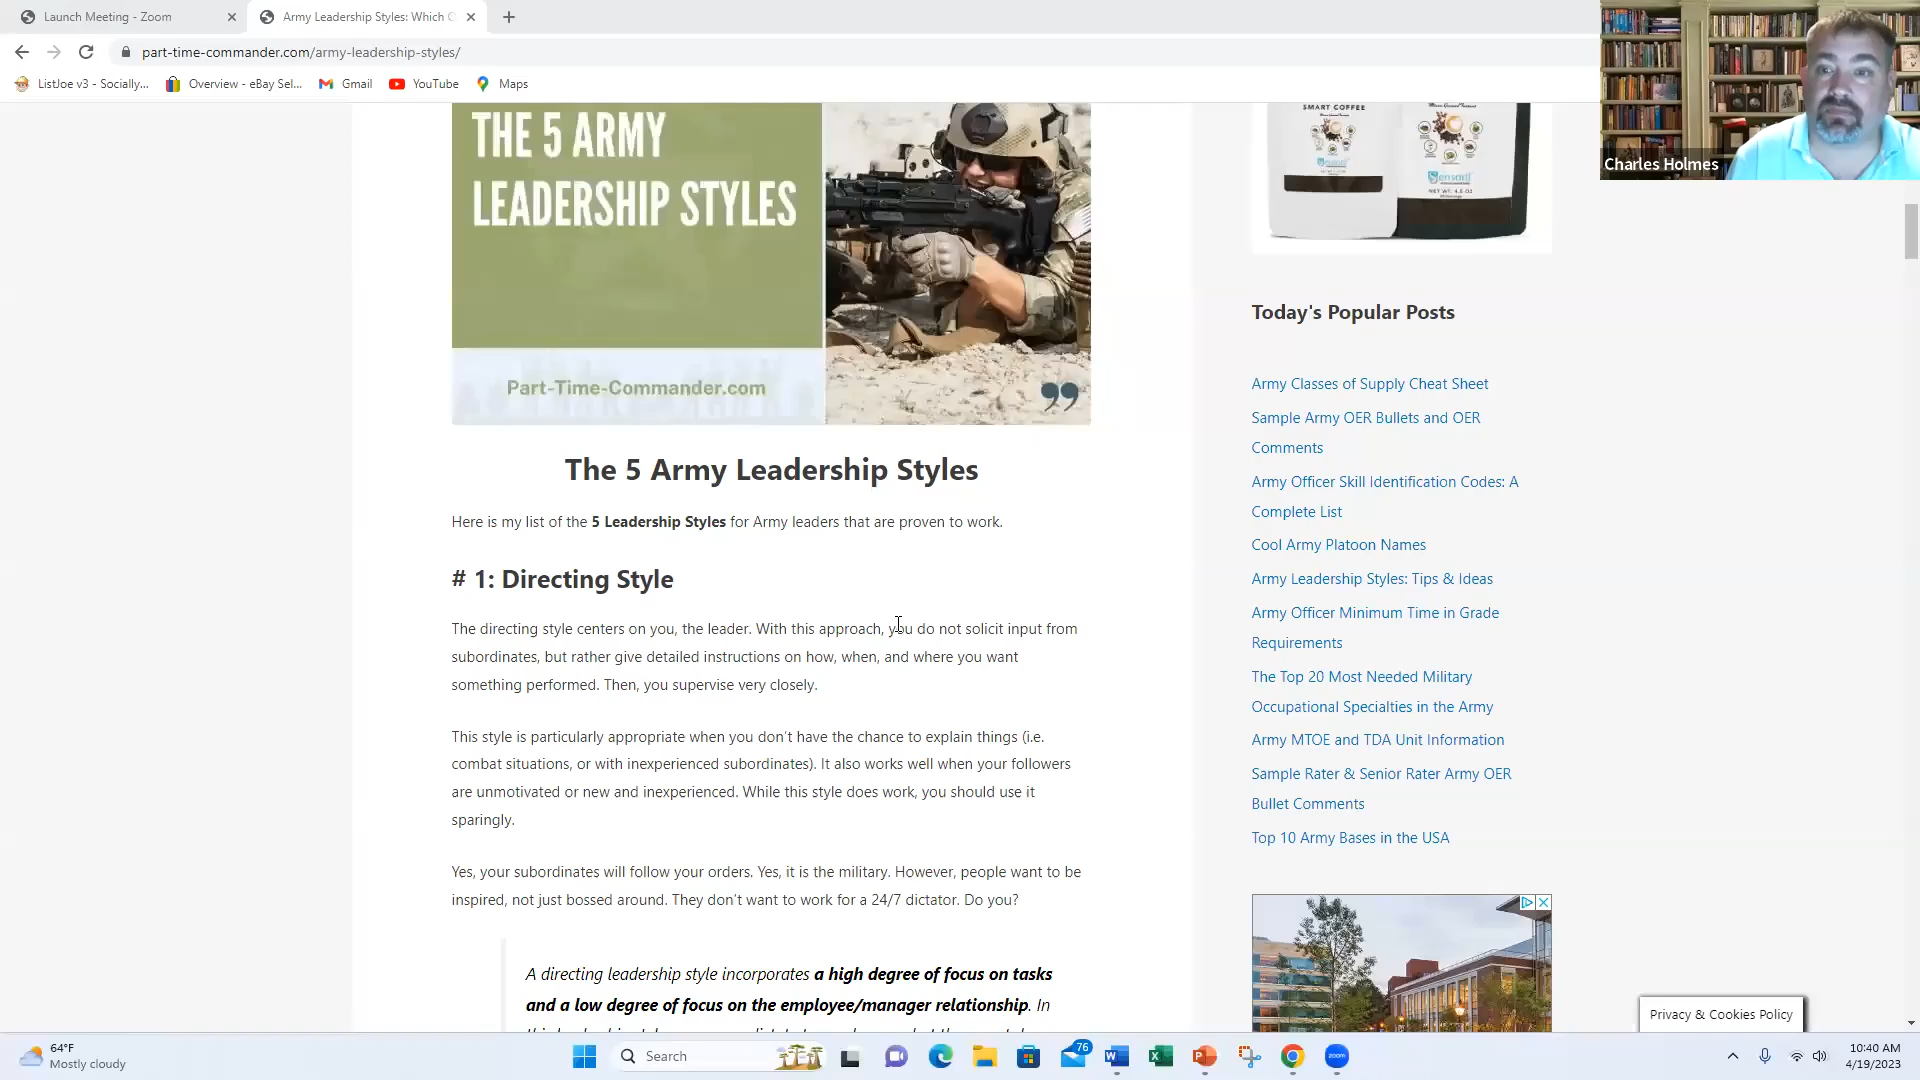 Launch Meeting - Zoom
Army Leadership Styles: Which
part-time-commander.com/army-leadership-styles/
ListJoe v3 - Socially...
Overview - eBay Sel...
Gmail
YouTube
Maps
Charles Holmes
THE 5 ARMY
LEADERSHIP STYLES
Part-Time-Commander.com
The 5 Army Leadership Styles
Here is my list of the 5 Leadership Styles for Army leaders that are proven to work.
# 1: Directing Style
The directing style centers on you, the leader. With this approach, you do not solicit input from
subordinates, but rather give detailed instructions on how, when, and where you want
something performed. Then, you supervise very closely.
This style is particularly appropriate when you don't have the chance to explain things (i.e.
combat situations, or with inexperienced subordinates). It also works well when your followers
are unmotivated or new and inexperienced. While this style does work, you should use it
sparingly.
Yes, your subordinates will follow your orders. Yes, it is the military. However, people want to be
inspired, not just bossed around. They don't want to work for a 24/7 dictator. Do you?
A directing leadership style incorporates a high degree of focus on tasks
and a low degree of focus on the employee/manager relationship. In
SMART COFFEE
Today's Popular Posts
Army Classes of Supply Cheat Sheet
Sample Army OER Bullets and OER
Comments
Army Officer Skill Identification Codes: A
Complete List
Cool Army Platoon Names
Army Leadership Styles: Tips & Ideas
Army Officer Minimum Time in Grade
Requirements
The Top 20 Most Needed Military
Occupational Specialties in the Army
Army MTOE and TDA Unit Information
Sample Rater & Senior Rater Army OER
Bullet Comments
Top 10 Army Bases in the USA
Privacy & Cookies Policy
64°F
Mostly cloudy
Search
76
zoom
10:40 AM
4/19/2023